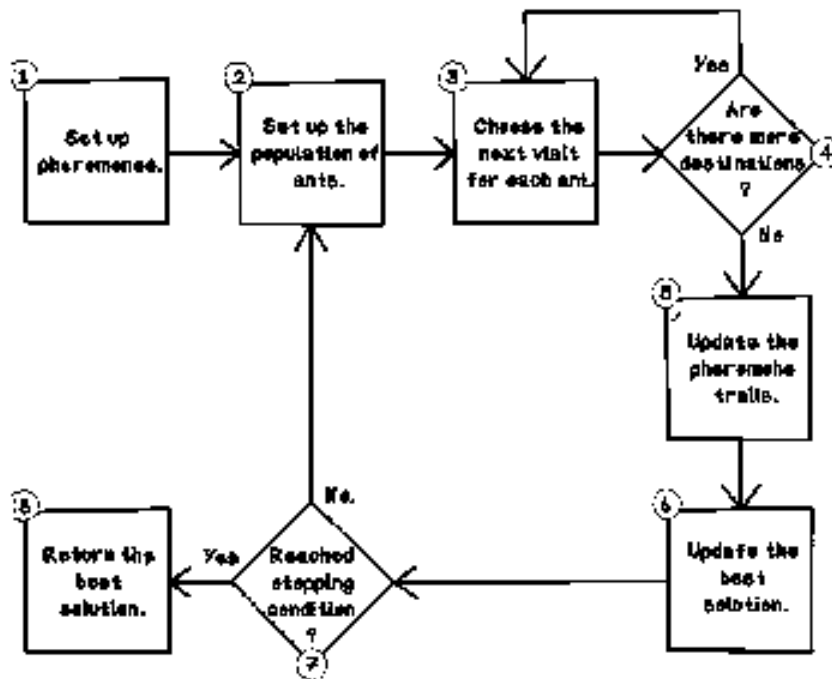 1
Set up
pheromones.
2
Set up the
population of
ants.
3
Choose the
next visit
for each ant.
Yes
Are
there more
destinations
?
4
No
5
Update the
pheromone
trails.
6
Update the
best
solution.
No.
Reached
stopping
condition
?
7
Yes
8
Return the
best
solution.